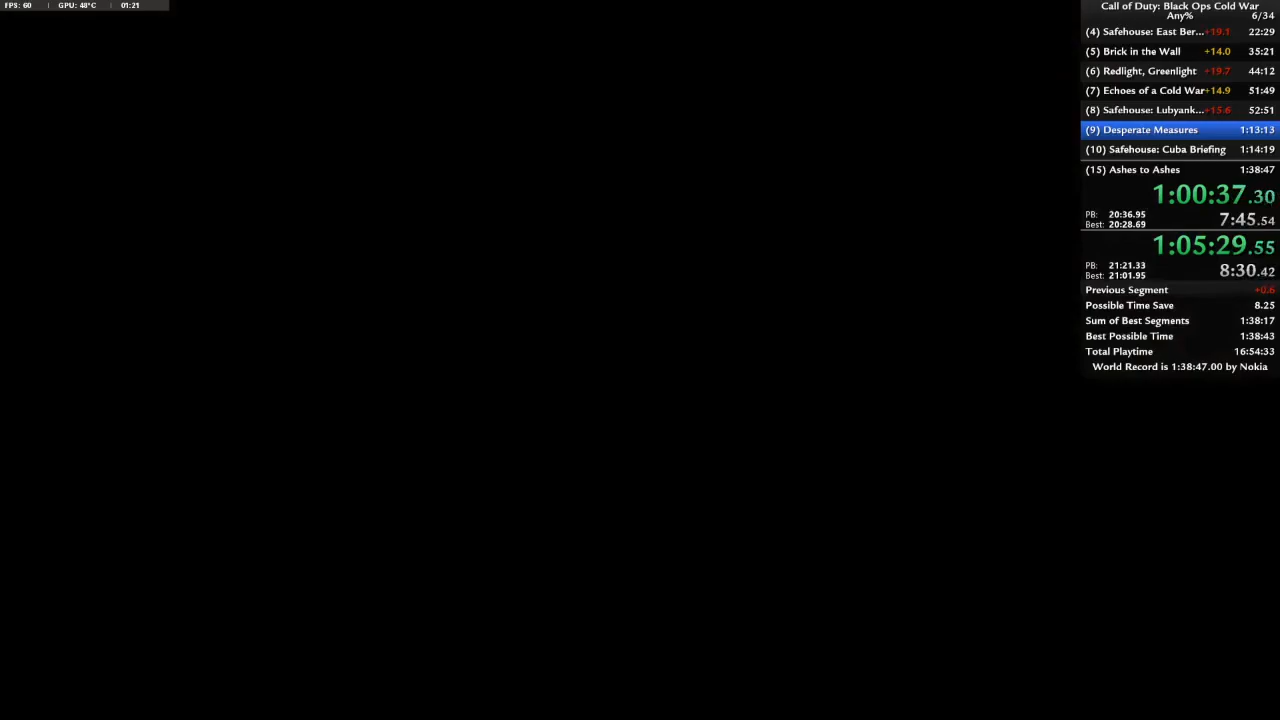 FPS: 60 | GPU: 48°C | 01:21
Call of Duty: Black Ops Cold War
Any% 6/34
(4) Safehouse: East Ber... +19.1 22:29
(5) Brick in the Wall +14.0 35:21
(6) Redlight, Greenlight +19.7 44:12
(7) Echoes of a Cold War +14.9 51:49
(8) Safehouse: Lubyank... +15.6 52:51
(9) Desperate Measures 1:13:13
(10) Safehouse: Cuba Briefing 1:14:19
(15) Ashes to Ashes 1:38:47
1:00:37.30
PB: 20:36.95 7:45.54
Best: 20:28.69
1:05:29.55
PB: 21:21.33 8:30.42
Best: 21:01.95
Previous Segment +0.6
Possible Time Save 8.25
Sum of Best Segments 1:38:17
Best Possible Time 1:38:43
Total Playtime 16:54:33
World Record is 1:38:47.00 by Nokia